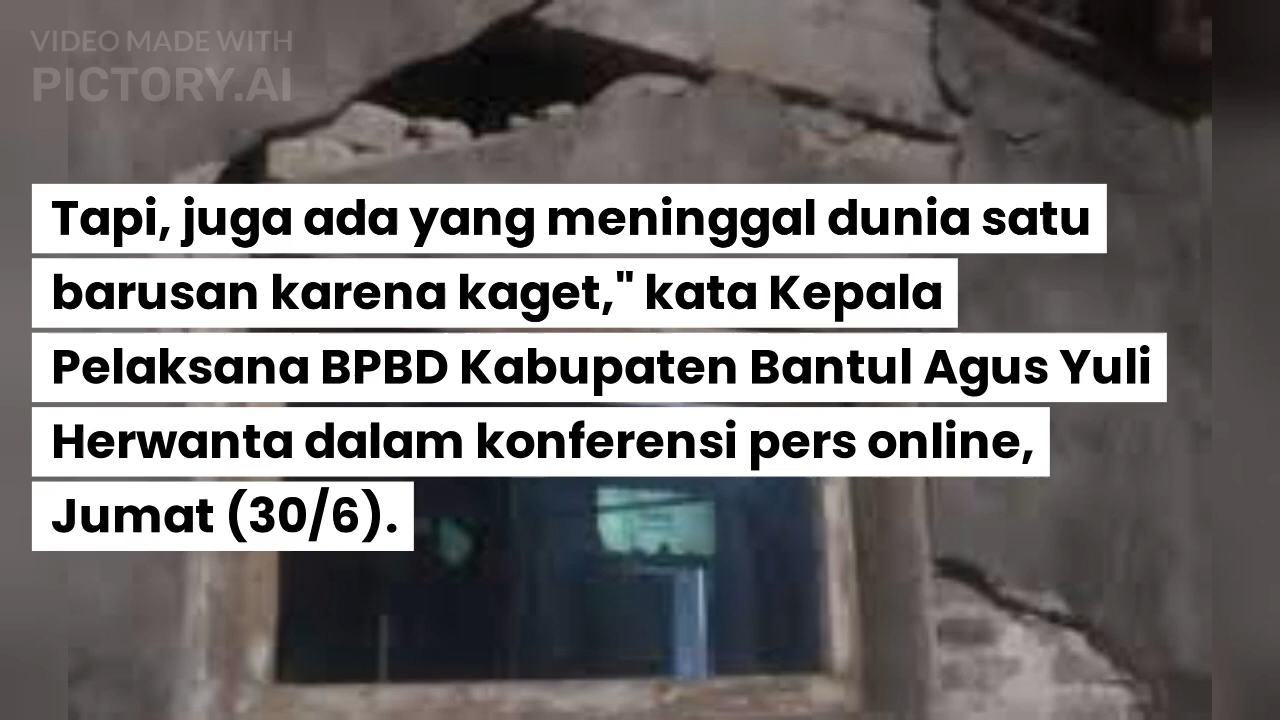 VIDEO MADE WITH
PICTORY.AI
Tapi, juga ada yang meninggal dunia satu
barusan karena kaget," kata Kepala
Pelaksana BPBD Kabupaten Bantul Agus Yuli
Herwanta dalam konferensi pers online,
Jumat (30/6).